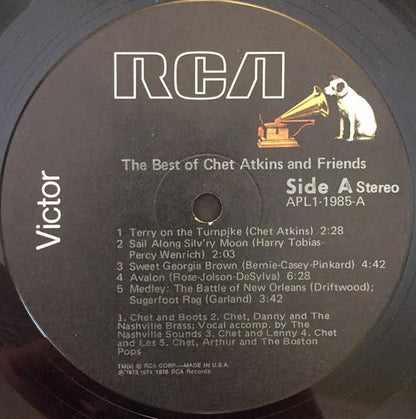 RCA
Victor
The Best of Chet Atkins and Friends
Side A Stereo
APL1-1985-A
1 Terry on the Turnpike (Chet Atkins) 2:28
2 Sail Along Silv'ry Moon (Harry Tobias-
Percy Wenrich) 2:03
3 Sweet Georgia Brown (Bernie-Casey-Pinkard) 4:42
4 Avalon (Rose-Jolson-DeSylva) 6:28
5 Medley: The Battle of New Orleans (Driftwood);
Sugarfoot Rag (Garland) 3:42
1. Chet and Boots 2. Chet, Danny and The
Nashville Brass; Vocal accomp. by The
Nashville Sounds 3. Chet and Lenny 4. Chet
and Les 5. Chet, Arthur and The Boston
Pops
TM(s) ® RCA CORP.—MADE IN U.S.A.
℗ 1973, 1974, 1976 RCA Records